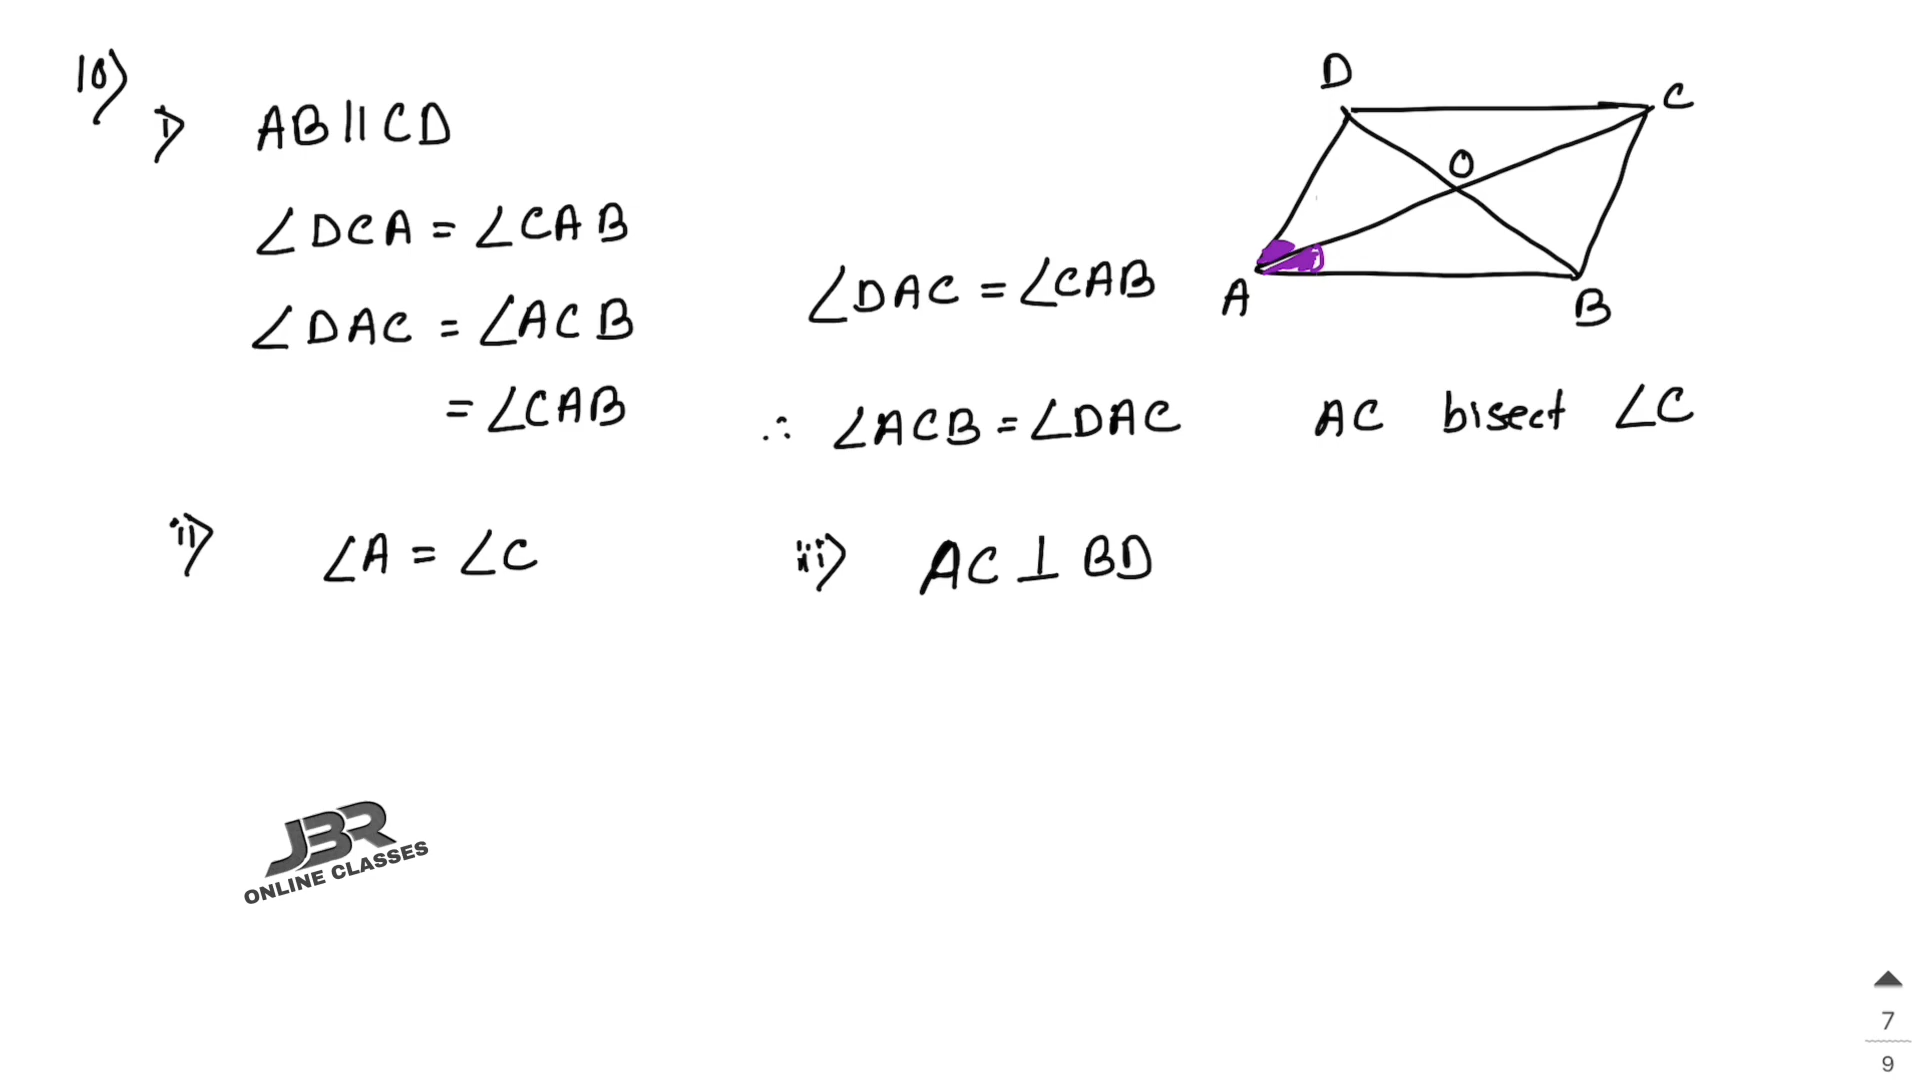 10)
i) AB || CD
∠DCA = ∠CAB
∠DAC = ∠ACB
= ∠CAB
∠DAC = ∠CAB
∴ ∠ACB = ∠DAC
AC bisect ∠C
D
C
O
A
B
ii) ∠A = ∠C
iii) AC ⊥ BD
JBR
ONLINE CLASSES
7
9